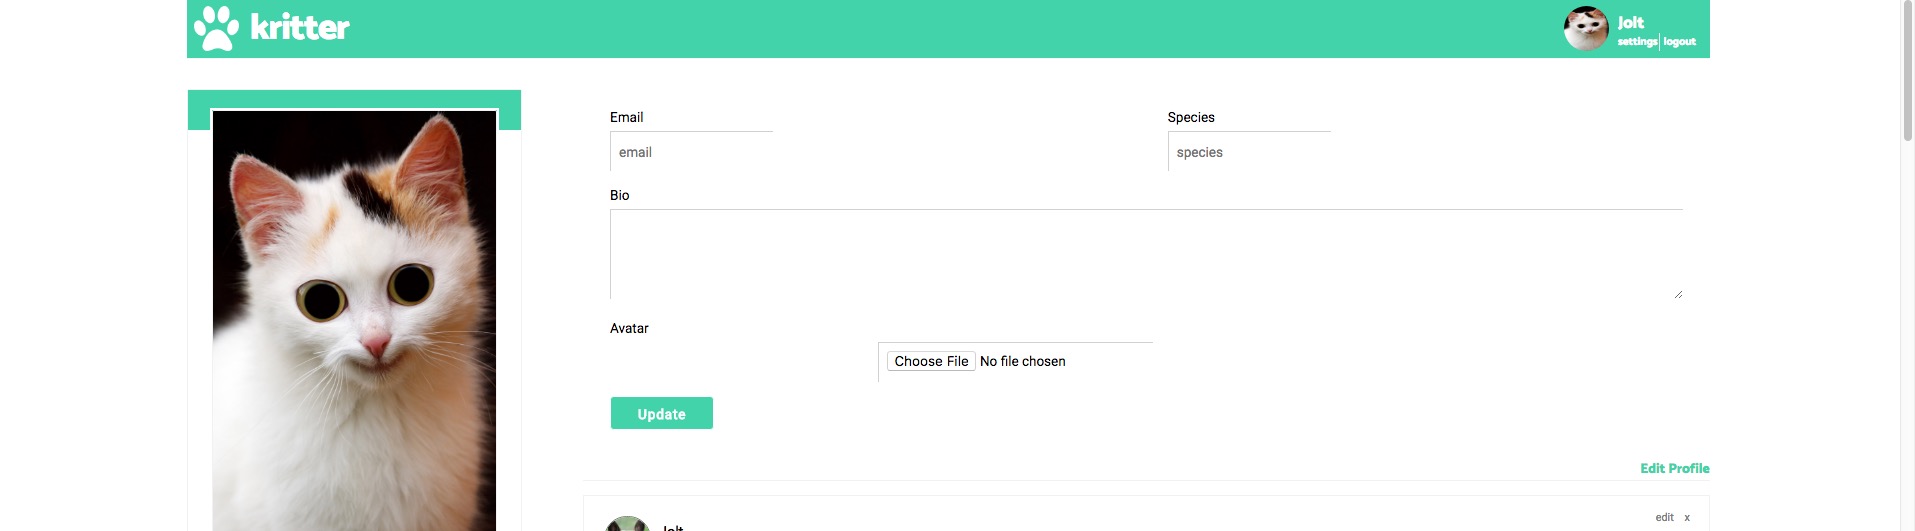 kritter
Jolt
settings logout
Email
Species
email
species
Bio
Avatar
Choose File No file chosen
Update
Edit Profile
edit x
Jolt